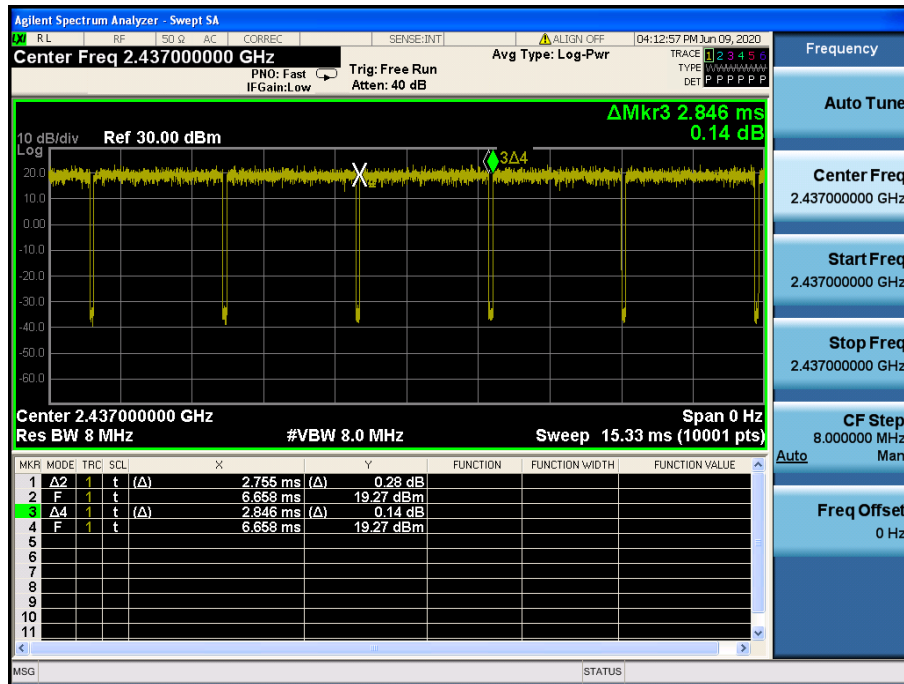 Agilent Spectrum Analyzer - Swept SA
LXI RL RF 50 Ω AC CORREC SENSE:INT ALIGN OFF 04:12:57 PM Jun 09, 2020
Center Freq 2.437000000 GHz
PNO: Fast
IFGain:Low
Trig: Free Run
Atten: 40 dB
Avg Type: Log-Pwr
TRACE 1 2 3 4 5 6
TYPE WWWWWW
DET P P P P P P
ΔMkr3 2.846 ms
0.14 dB
10 dB/div Ref 30.00 dBm
Log
3Δ4
20.0
10.0
0.00
-10.0
-20.0
-30.0
-40.0
-50.0
-60.0
Center 2.437000000 GHz Span 0 Hz
Res BW 8 MHz #VBW 8.0 MHz Sweep 15.33 ms (10001 pts)
MKR MODE TRC SCL X Y FUNCTION FUNCTION WIDTH FUNCTION VALUE
1 Δ2 1 t (Δ) 2.755 ms (Δ) 0.28 dB
2 F 1 t 6.658 ms 19.27 dBm
3 Δ4 1 t (Δ) 2.846 ms (Δ) 0.14 dB
4 F 1 t 6.658 ms 19.27 dBm
5
6
7
8
9
10
11
MSG STATUS
Frequency
Auto Tune
Center Freq
2.437000000 GHz
Start Freq
2.437000000 GHz
Stop Freq
2.437000000 GHz
CF Step
8.000000 MHz
Auto Man
Freq Offset
0 Hz